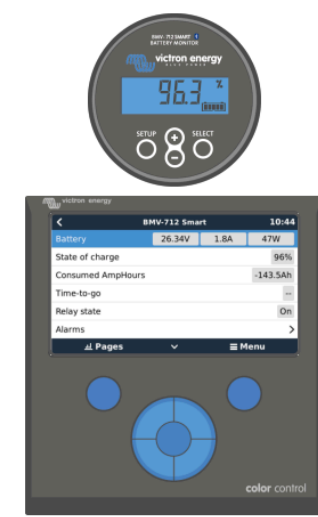 BMV-712 SMART
BATTERY MONITOR
victron energy
BLUE POWER
96.3 %
SETUP + SELECT
−
victron energy
< BMV-712 Smart 10:44
Battery 26.34V 1.8A 47W
State of charge 96%
Consumed AmpHours -143.5Ah
Time-to-go --
Relay state On
Alarms >
Pages Menu
color control